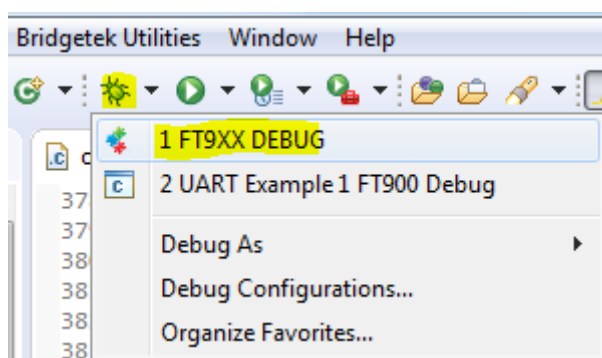 Bridgetek Utilities Window Help
1 FT9XX DEBUG
.c c
37
2 UART Example 1 FT900 Debug
37
38
Debug As
38
Debug Configurations...
38
Organize Favorites...
38